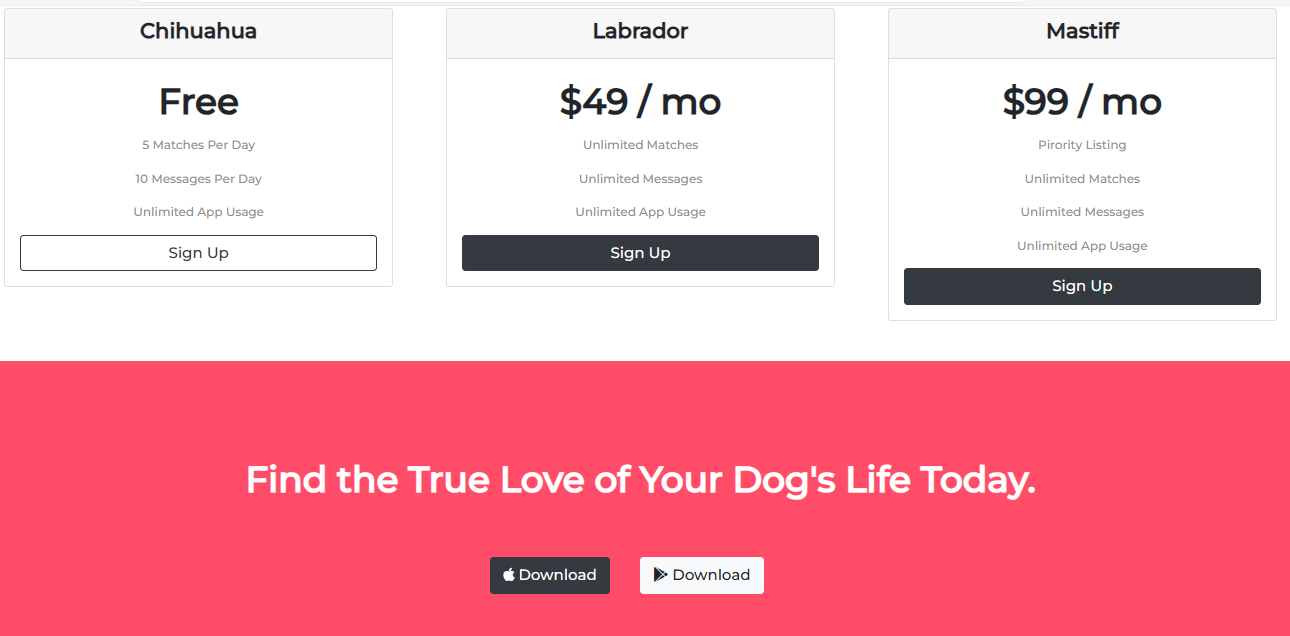 Chihuahua
Free
5 Matches Per Day
10 Messages Per Day
Unlimited App Usage
Sign Up
Labrador
$49 / mo
Unlimited Matches
Unlimited Messages
Unlimited App Usage
Sign Up
Mastiff
$99 / mo
Pirority Listing
Unlimited Matches
Unlimited Messages
Unlimited App Usage
Sign Up
Find the True Love of Your Dog's Life Today.
Download
Download